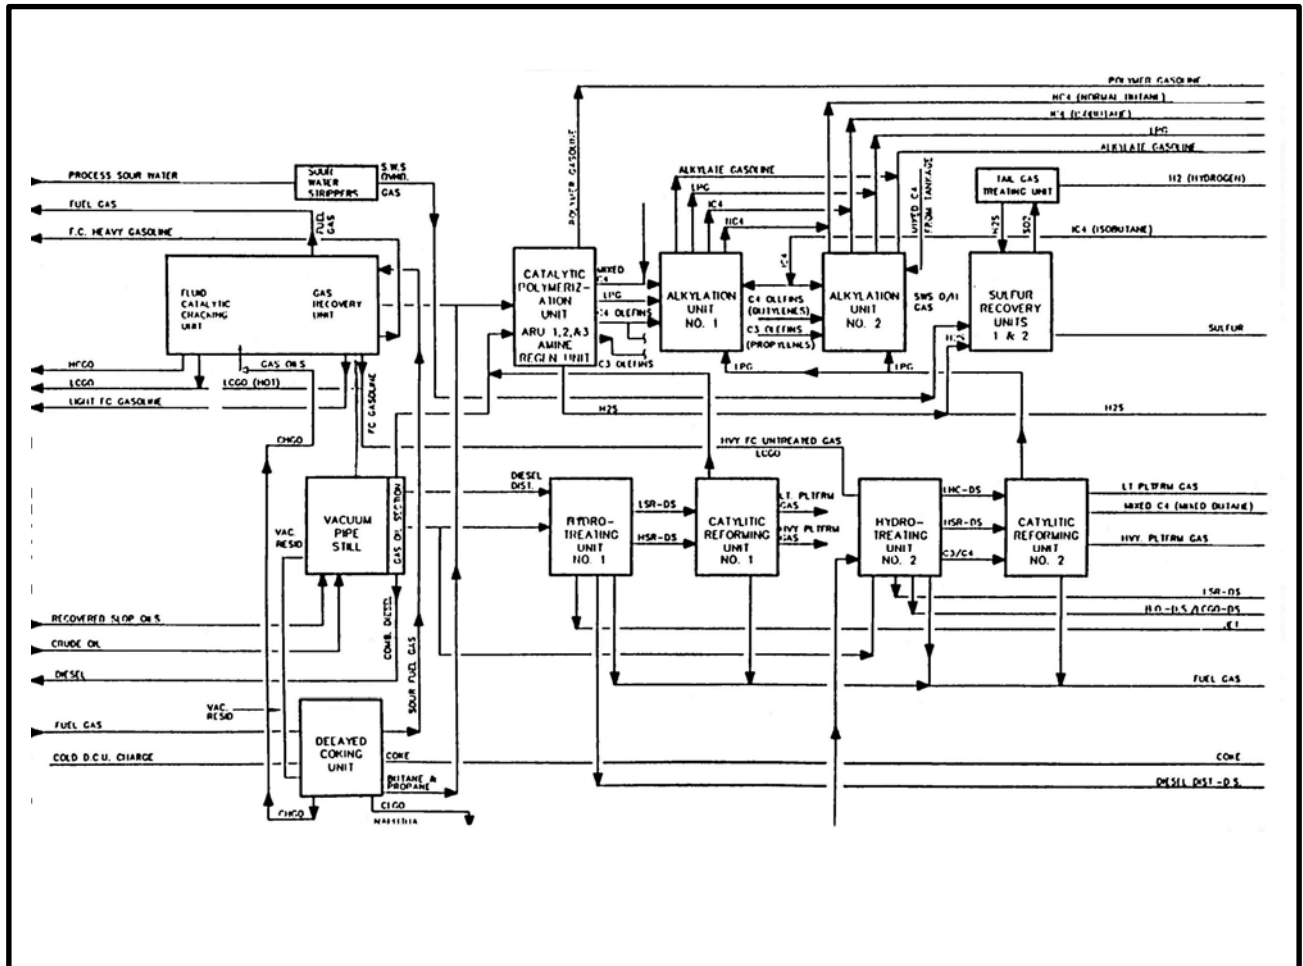 POLYMER GASOLINE
NC4 (NORMAL BUTANE)
IC4 (ISOBUTANE)
LPG
ALKYLATE GASOLINE
H2 (HYDROGEN)
IC4 (ISOBUTANE)
SULFUR
H2S
PROCESS SOUR WATER
SOUR
WATER
STRIPPERS
S.W.S
OVHD.
GAS
FUEL GAS
FUEL
GAS
F.C. HEAVY GASOLINE
FLUID
CATALYTIC
CRACKING
UNIT
GAS
RECOVERY
UNIT
HCGO
LCGO
LCGO (HOT)
GAS OILS
LIGHT FC GASOLINE
FC GASOLINE
CHGO
POLYMER GASOLINE
CATALYTIC
POLYMERIZ-
ATION
UNIT
ARU 1,2,&3
AMINE
REGEN UNIT
MIXED
C4
LPG
C4 OLEFINS
C3 OLEFINS
ALKYLATE GASOLINE
LPG
IC4
NC4
ALKYLATION
UNIT
NO. 1
IC4
C4 OLEFINS
(BUTYLENES)
C3 OLEFINS
(PROPYLENES)
ALKYLATION
UNIT
NO. 2
MIXED C4
FROM TANKAGE
SWS O/H
GAS
TAIL GAS
TREATING UNIT
H2S
SO2
SULFUR
RECOVERY
UNITS
1 & 2
H2S
LPG
LPG
H2S
HVY FC UNTREATED GAS
LCGO
VACUUM
PIPE
STILL
GAS OIL SECTION
VAC.
RESID
DIESEL
DIST.
HYDRO-
TREATING
UNIT
NO. 1
LSR-DS
HSR-DS
CATYLITIC
REFORMING
UNIT
NO. 1
LT. PLTFRM
GAS
HVY PLTFRM
GAS
HYDRO-
TREATING
UNIT
NO. 2
LHC-DS
HSR-DS
C3/C4
CATYLITIC
REFORMING
UNIT
NO. 2
LT PLTFRM GAS
MIXED C4 (MIXED BUTANE)
HVY. PLTFRM GAS
LSR-DS
JET
FUEL GAS
RECOVERED SLOP OILS
CRUDE OIL
DIESEL
COMB. DIESEL
SOUR FUEL GAS
VAC.
RESID
FUEL GAS
COLD D.C.U. CHARGE
DELAYED
COKING
UNIT
COKE
COKE
BUTANE &
PROPANE
CHGO
CLGO
NAPHTHA
DIESEL DIST.-D.S.